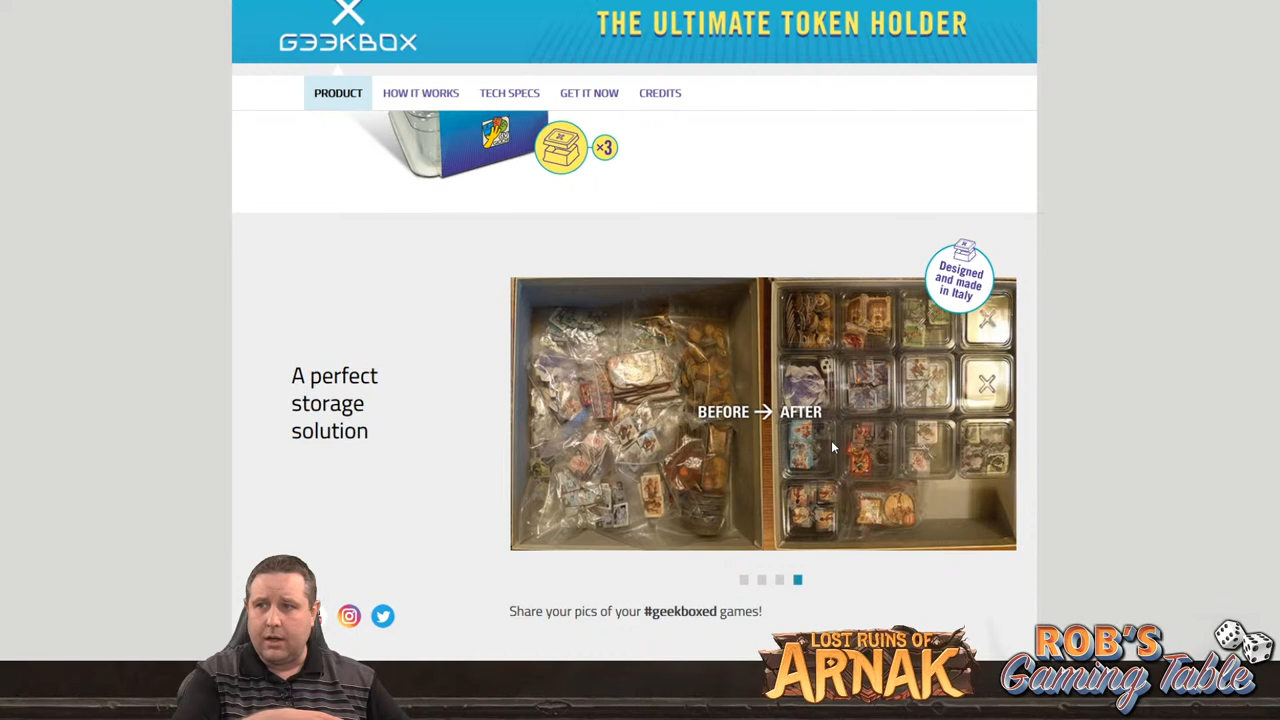 GEEKBOX
THE ULTIMATE TOKEN HOLDER
PRODUCT
HOW IT WORKS
TECH SPECS
GET IT NOW
CREDITS
×3
Designed
and made
in Italy
A perfect
storage
solution
BEFORE → AFTER
Share your pics of your #geekboxed games!
LOST RUINS OF
ARNAK
ROB'S
Gaming Table